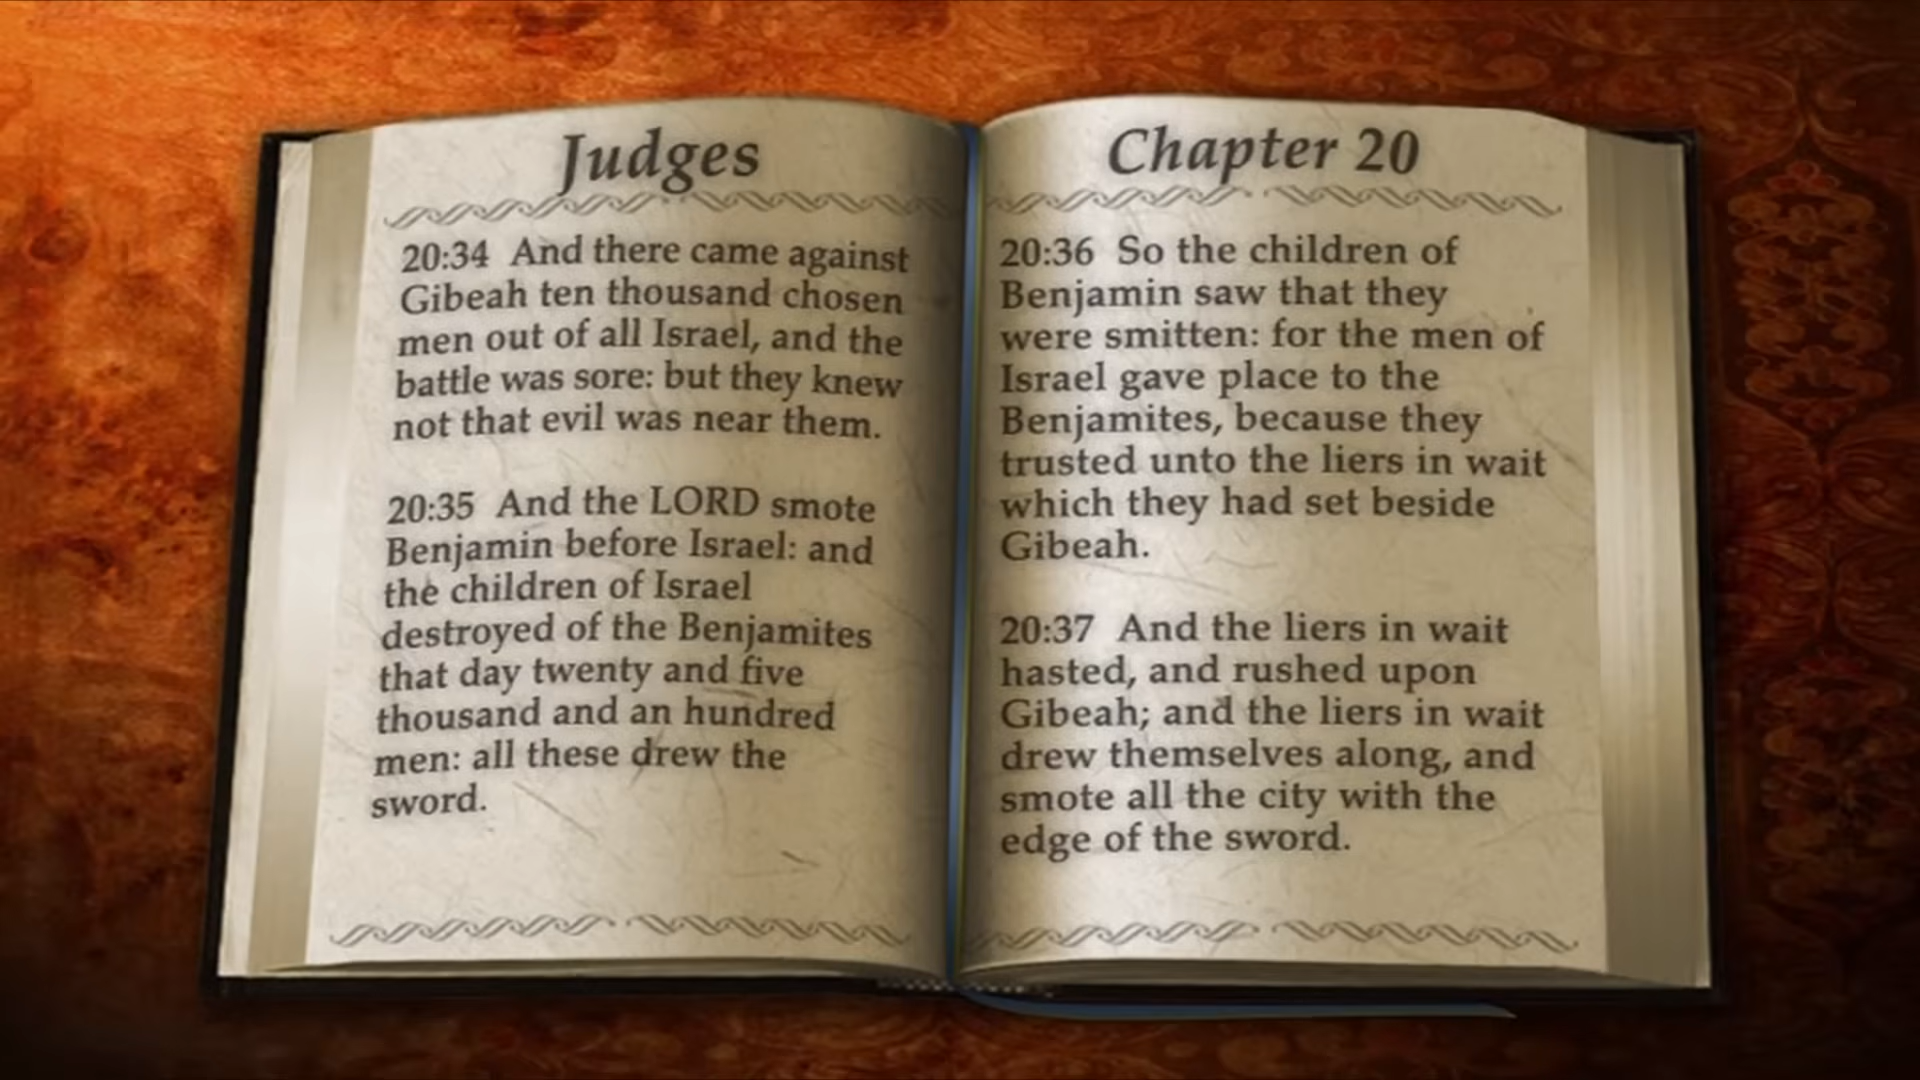 Judges
20:34 And there came against
Gibeah ten thousand chosen
men out of all Israel, and the
battle was sore: but they knew
not that evil was near them.
20:35 And the LORD smote
Benjamin before Israel: and
the children of Israel
destroyed of the Benjamites
that day twenty and five
thousand and an hundred
men: all these drew the
sword.
Chapter 20
20:36 So the children of
Benjamin saw that they
were smitten: for the men of
Israel gave place to the
Benjamites, because they
trusted unto the liers in wait
which they had set beside
Gibeah.
20:37 And the liers in wait
hasted, and rushed upon
Gibeah; and the liers in wait
drew themselves along, and
smote all the city with the
edge of the sword.